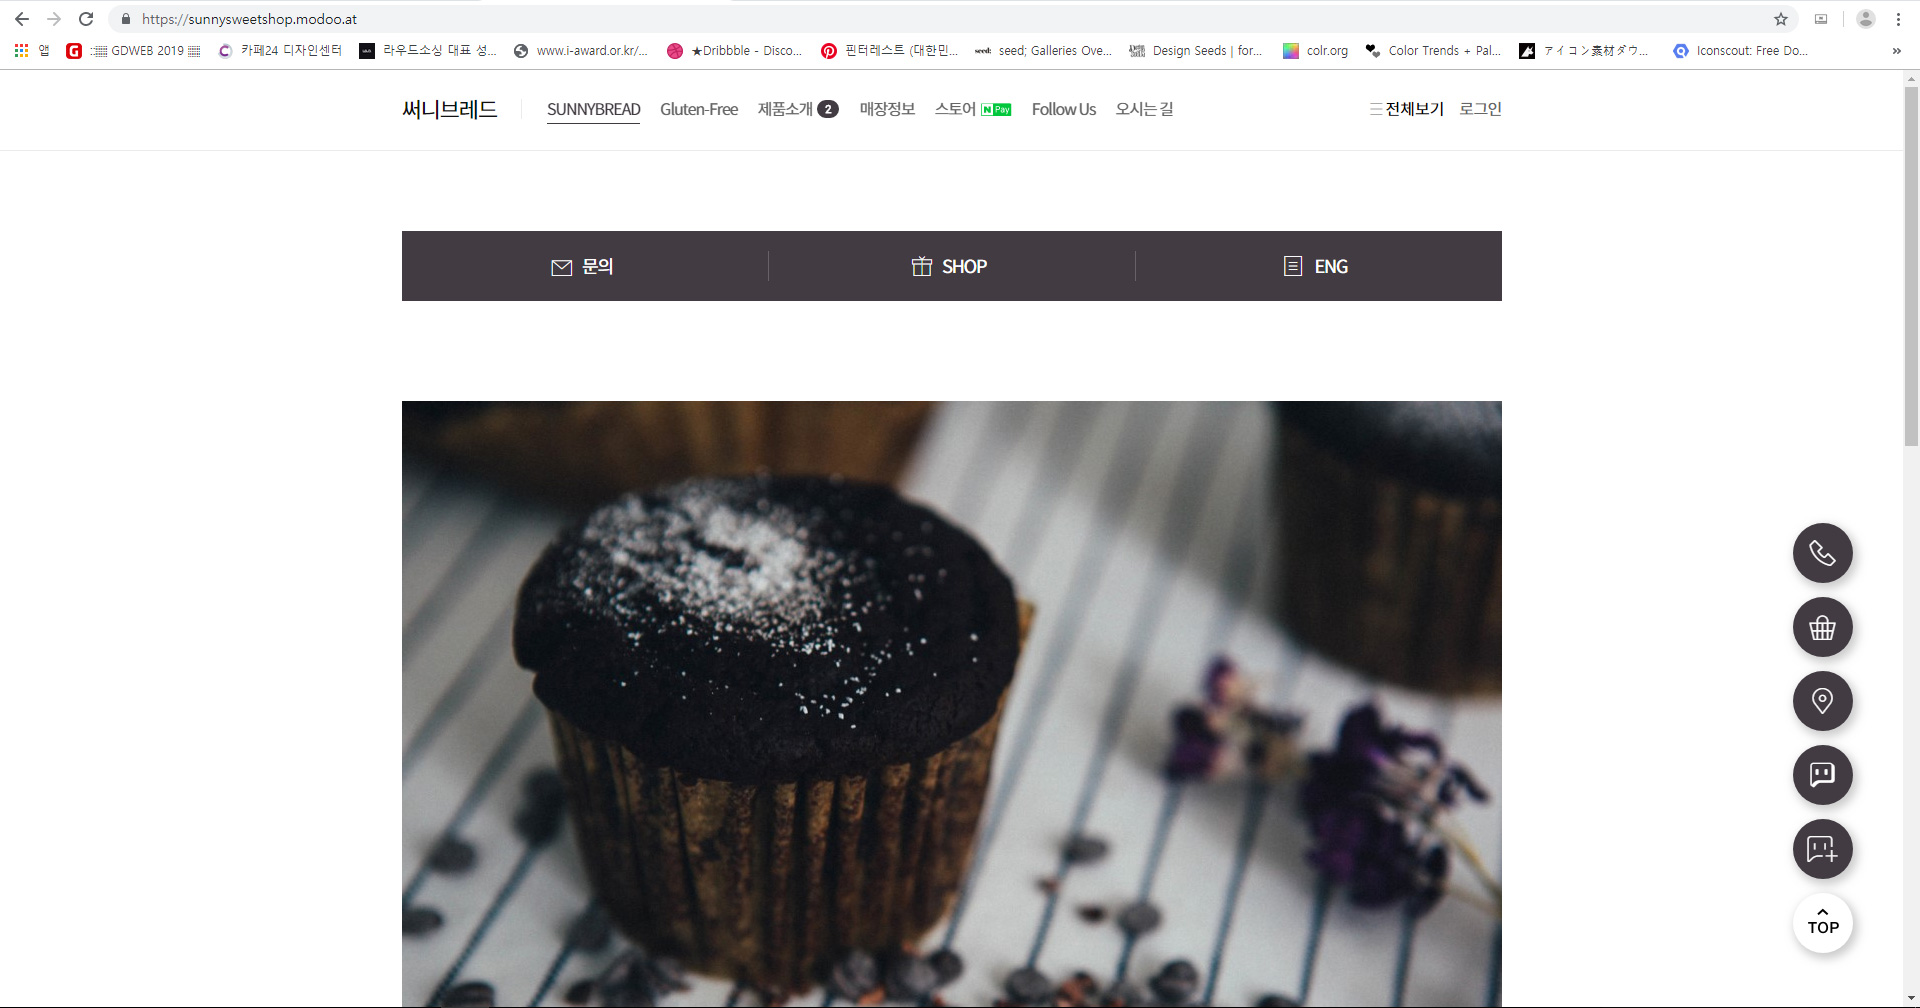 https://sunnysweetshop.modoo.at
앱 GDWEB 2019 카페24 디자인센터 라우드소싱 대표 성... www.i-award.or.kr/... ★Dribbble - Disco... 핀터레스트 (대한민... seed; Galleries Ove... Design Seeds | for... colr.org Color Trends + Pal... アイコン素材ダウ... Iconscout: Free Do... »
써니브레드 SUNNYBREAD Gluten-Free 제품소개 2 매장정보 스토어 N Pay Follow Us 오시는 길 전체보기 로그인
문의 SHOP ENG
TOP